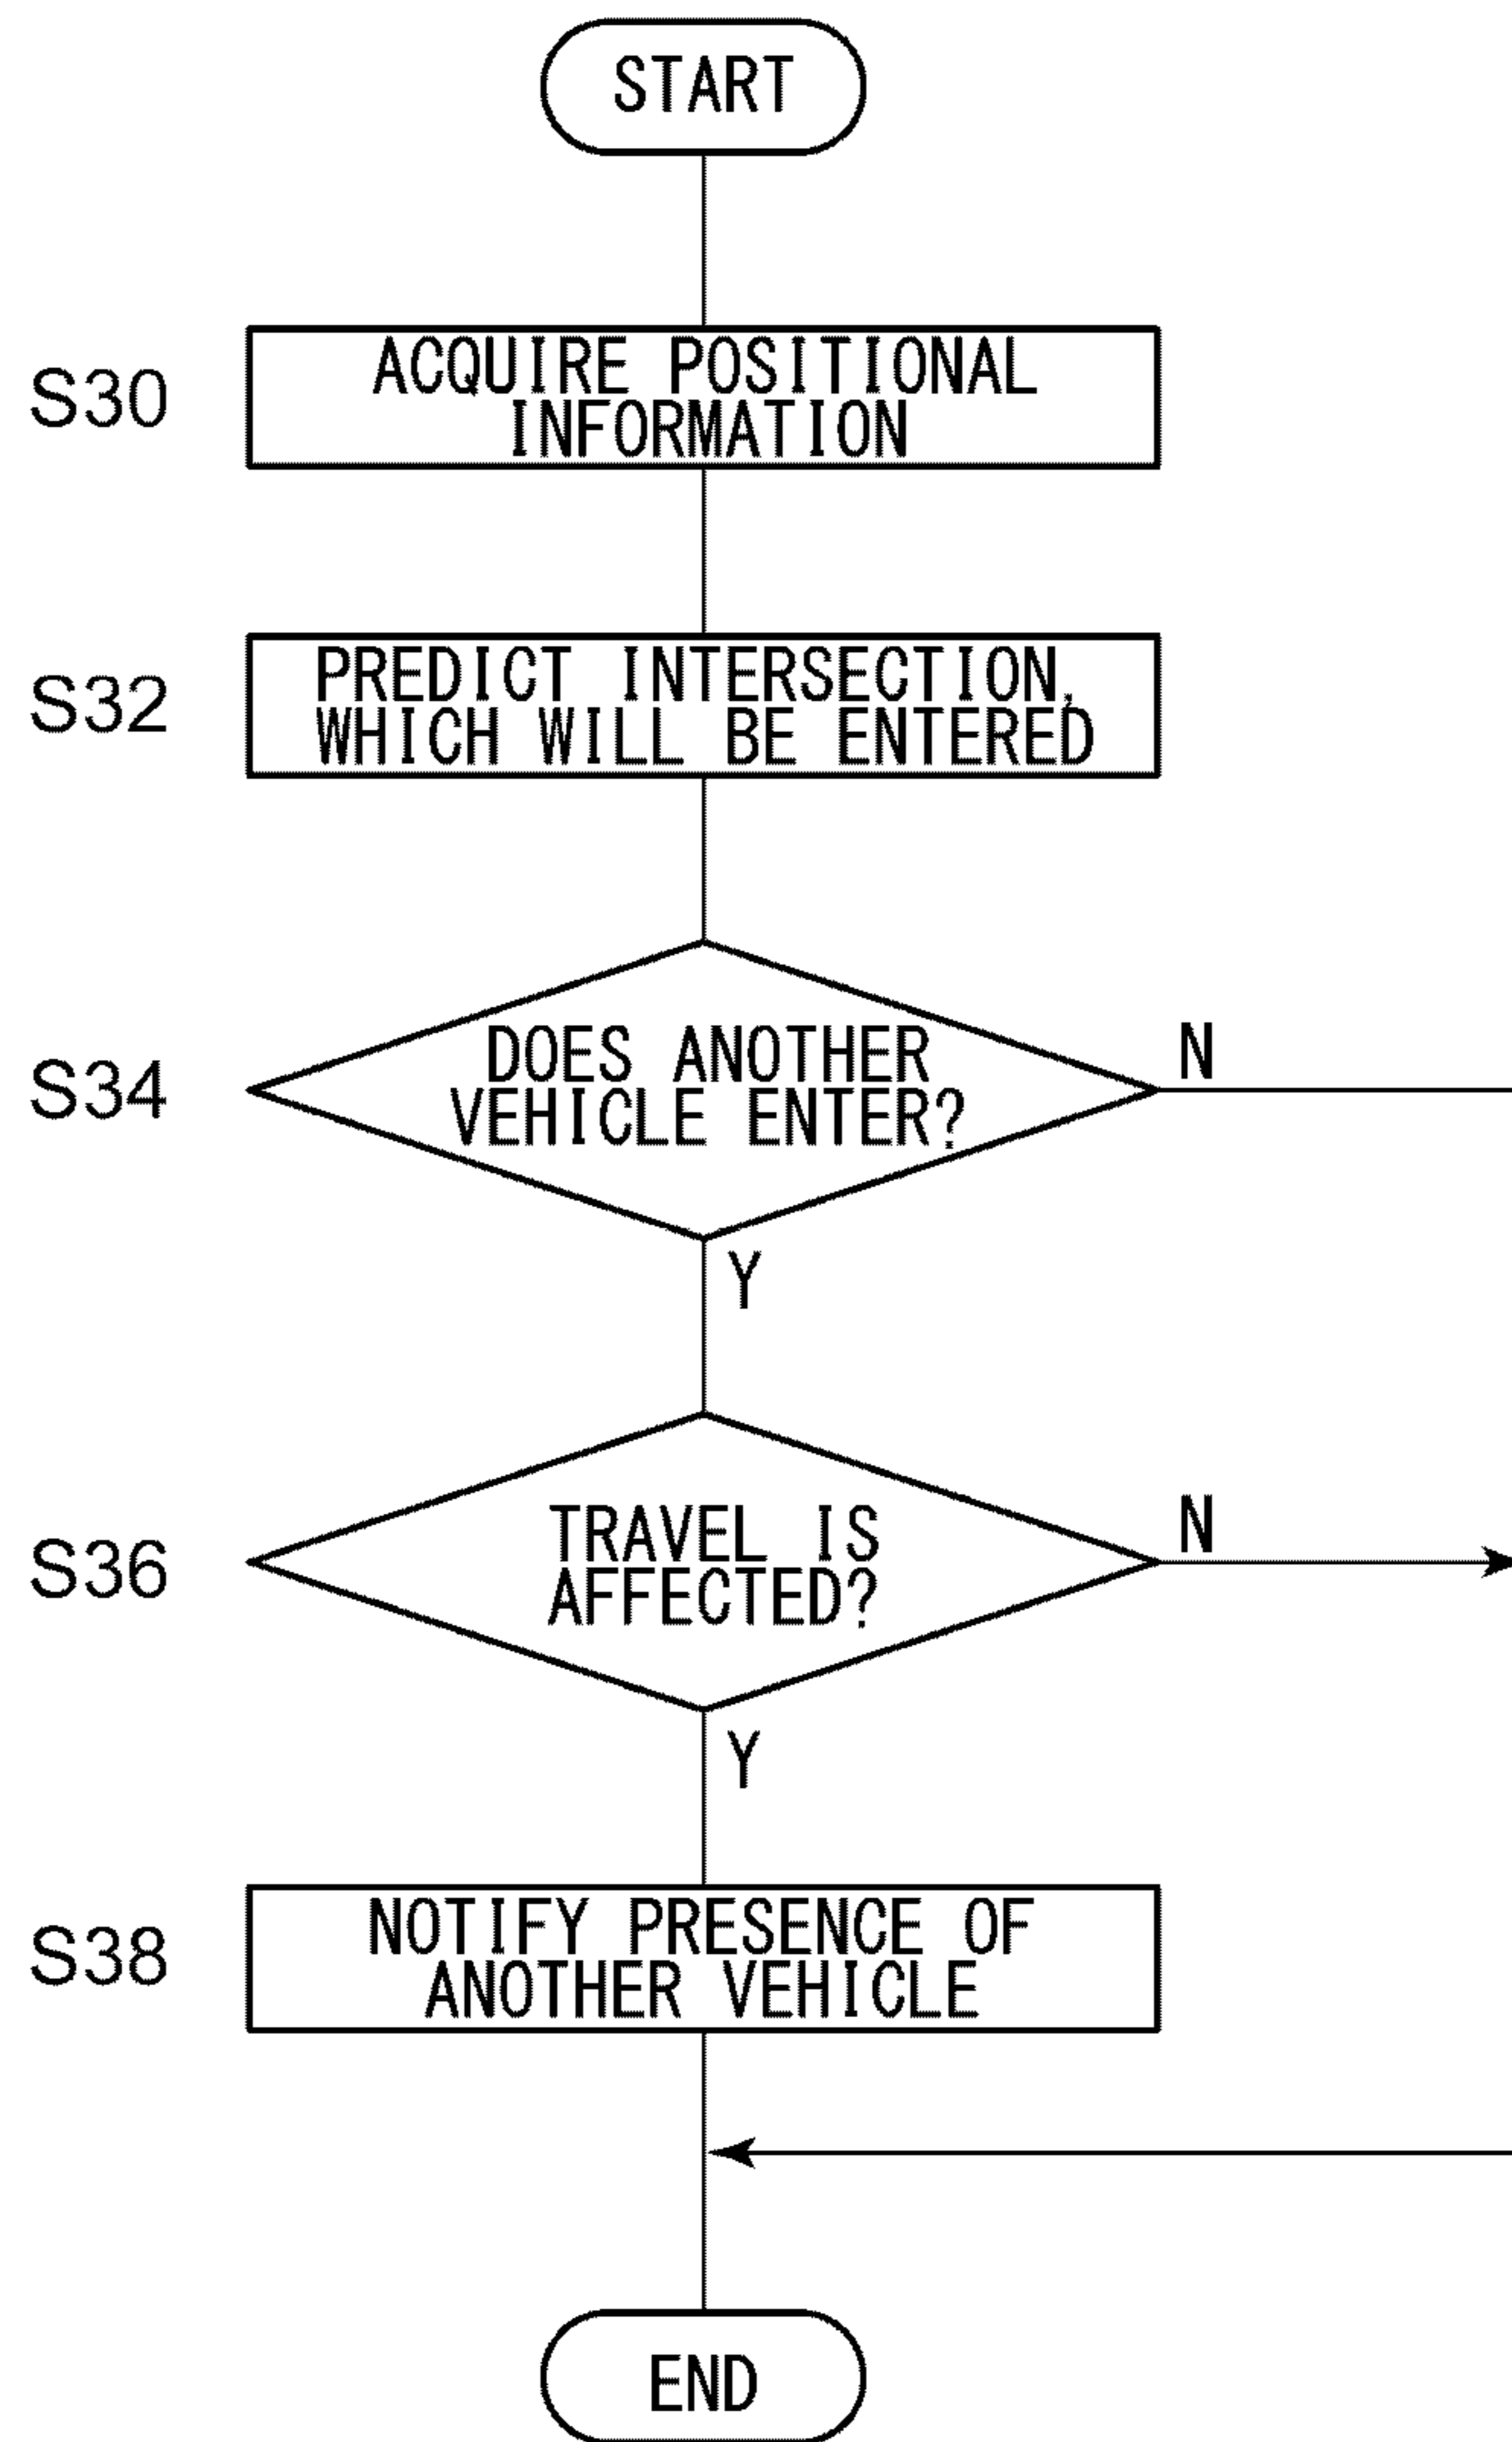 START
S30
ACQUIRE POSITIONAL
INFORMATION
S32
PREDICT INTERSECTION,
WHICH WILL BE ENTERED
S34
DOES ANOTHER
VEHICLE ENTER?
N
Y
S36
TRAVEL IS
AFFECTED?
N
Y
S38
NOTIFY PRESENCE OF
ANOTHER VEHICLE
END